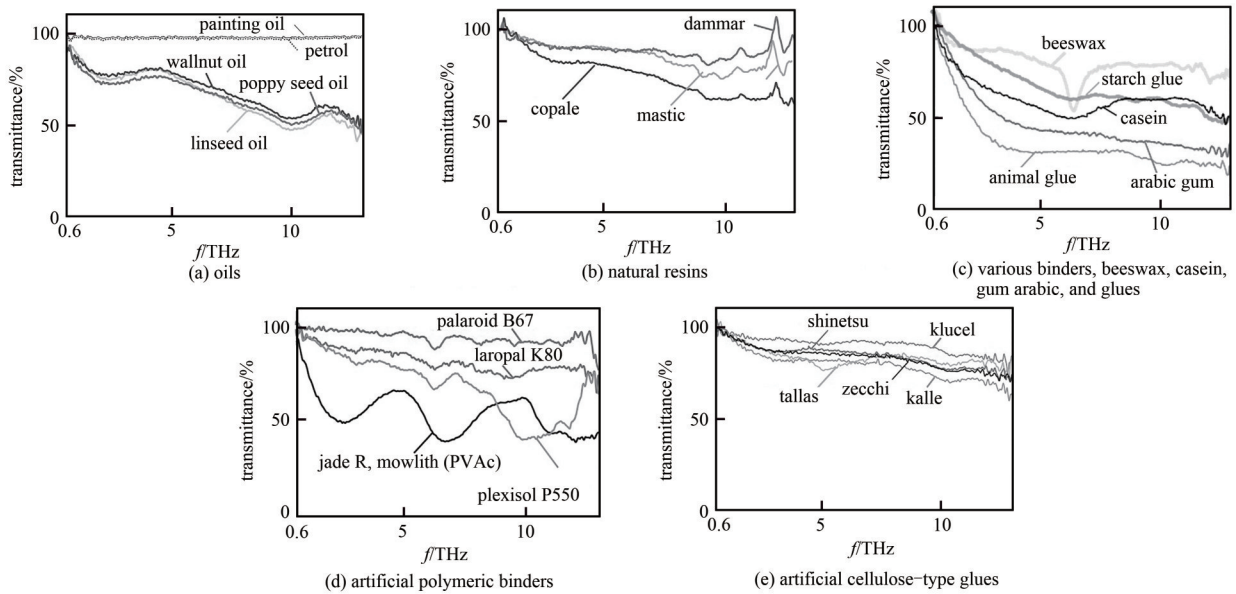 100
50
0
0.6
5
10
transmittance/%
painting oil
petrol
wallnut oil
poppy seed oil
linseed oil
f/THz
(a) oils
100
50
0
0.6
5
10
transmittance/%
dammar
copale
mastic
f/THz
(b) natural resins
100
50
0
0.6
5
10
transmittance/%
beeswax
starch glue
casein
animal glue
arabic gum
f/THz
(c) various binders, beeswax, casein,
gum arabic, and glues
100
50
0
0.6
5
10
transmittance/%
palaroid B67
laropal K80
jade R, mowlith (PVAc)
plexisol P550
f/THz
(d) artificial polymeric binders
100
50
0
0.6
5
10
transmittance/%
shinetsu
klucel
tallas
zecchi
kalle
f/THz
(e) artificial cellulose-type glues